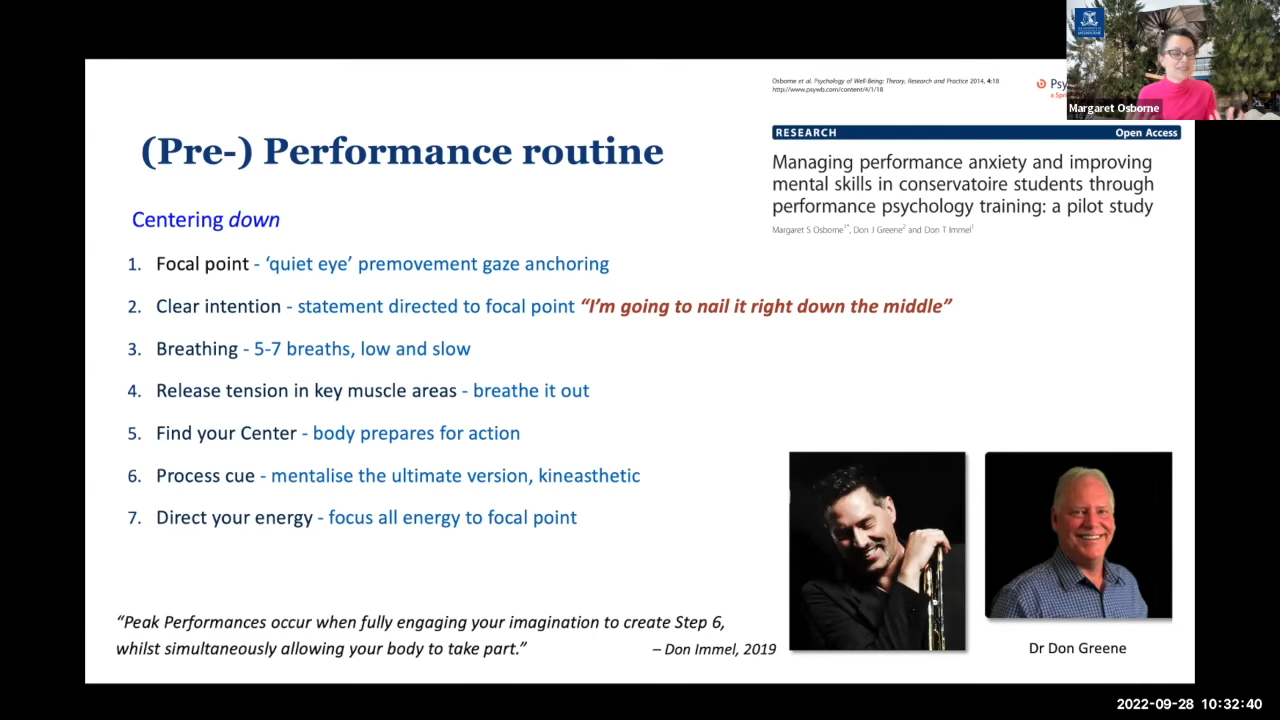 Osborne et al. Psychology of Well-Being: Theory, Research and Practice 2014, 4:18
http://www.psywb.com/content/4/1/18
Psy
a Spri
Margaret Osborne
RESEARCH
Open Access
(Pre-) Performance routine
Managing performance anxiety and improving
mental skills in conservatoire students through
performance psychology training: a pilot study
Margaret S Osborne1*, Don J Greene2 and Don T Immel1
Centering down
1. Focal point - ‘quiet eye’ premovement gaze anchoring
2. Clear intention - statement directed to focal point “I’m going to nail it right down the middle”
3. Breathing - 5-7 breaths, low and slow
4. Release tension in key muscle areas - breathe it out
5. Find your Center - body prepares for action
6. Process cue - mentalise the ultimate version, kineasthetic
7. Direct your energy - focus all energy to focal point
“Peak Performances occur when fully engaging your imagination to create Step 6,
whilst simultaneously allowing your body to take part.”
– Don Immel, 2019
Dr Don Greene
2022-09-28 10:32:40